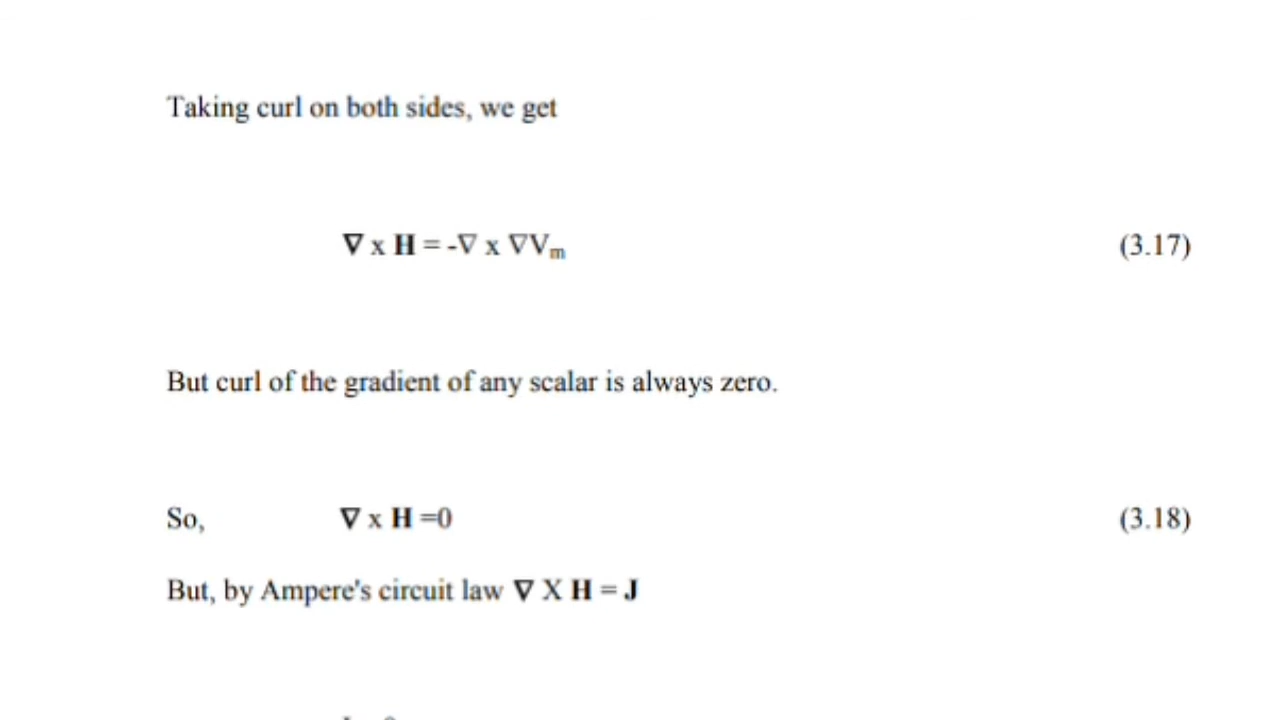 Taking curl on both sides, we get
∇ x H = -∇ x ∇Vm (3.17)
But curl of the gradient of any scalar is always zero.
So, ∇ x H =0 (3.18)
But, by Ampere's circuit law ∇ X H = J